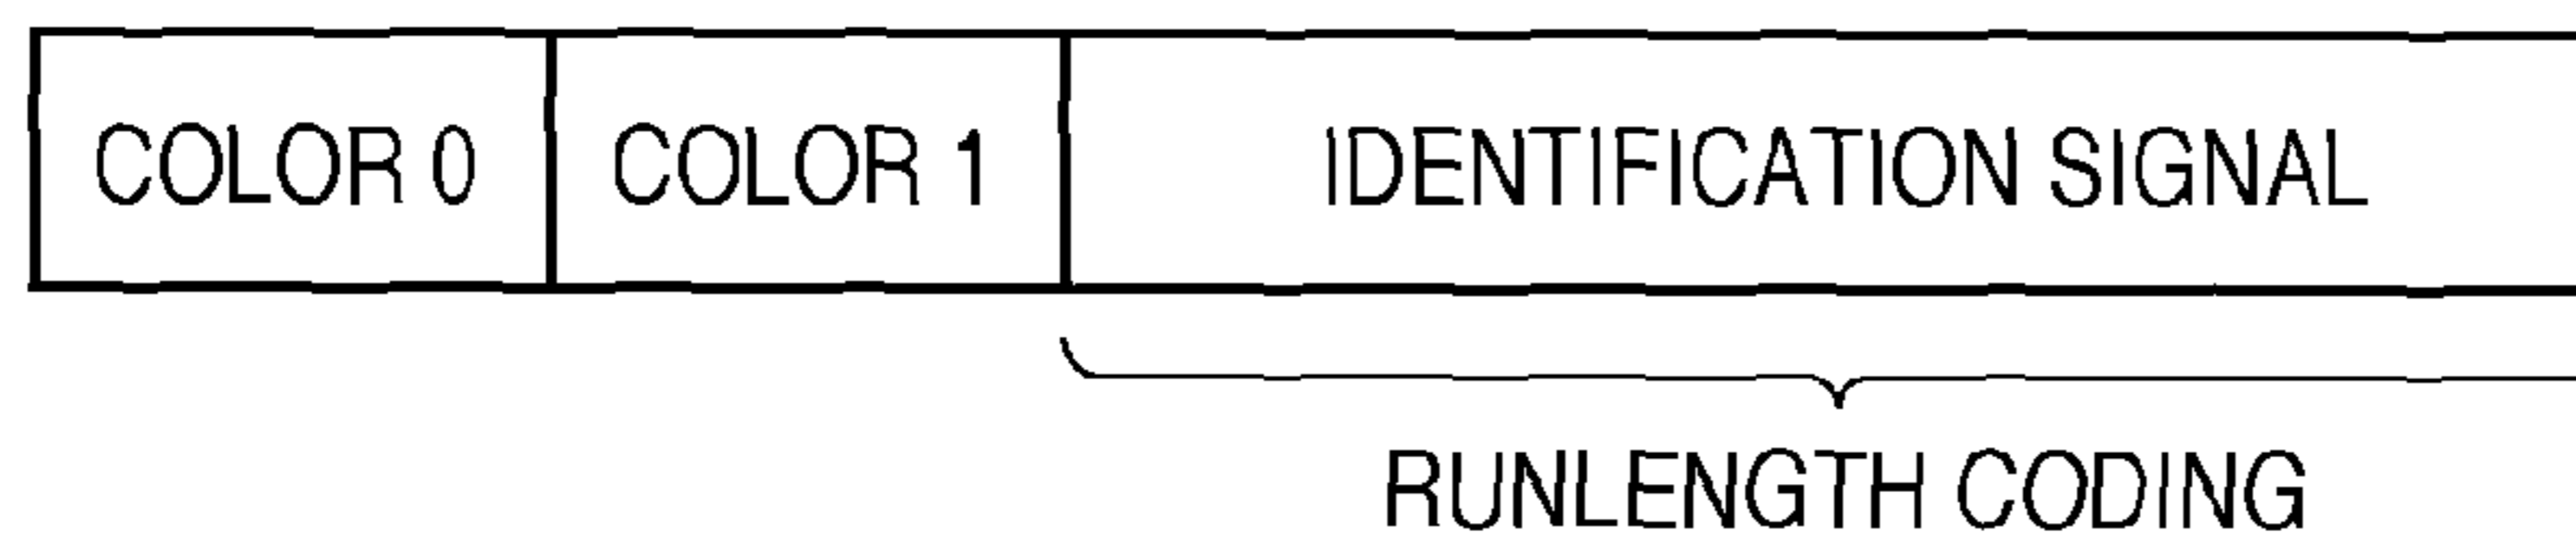 COLOR 0 COLOR 1 IDENTIFICATION SIGNAL
RUNLENGTH CODING